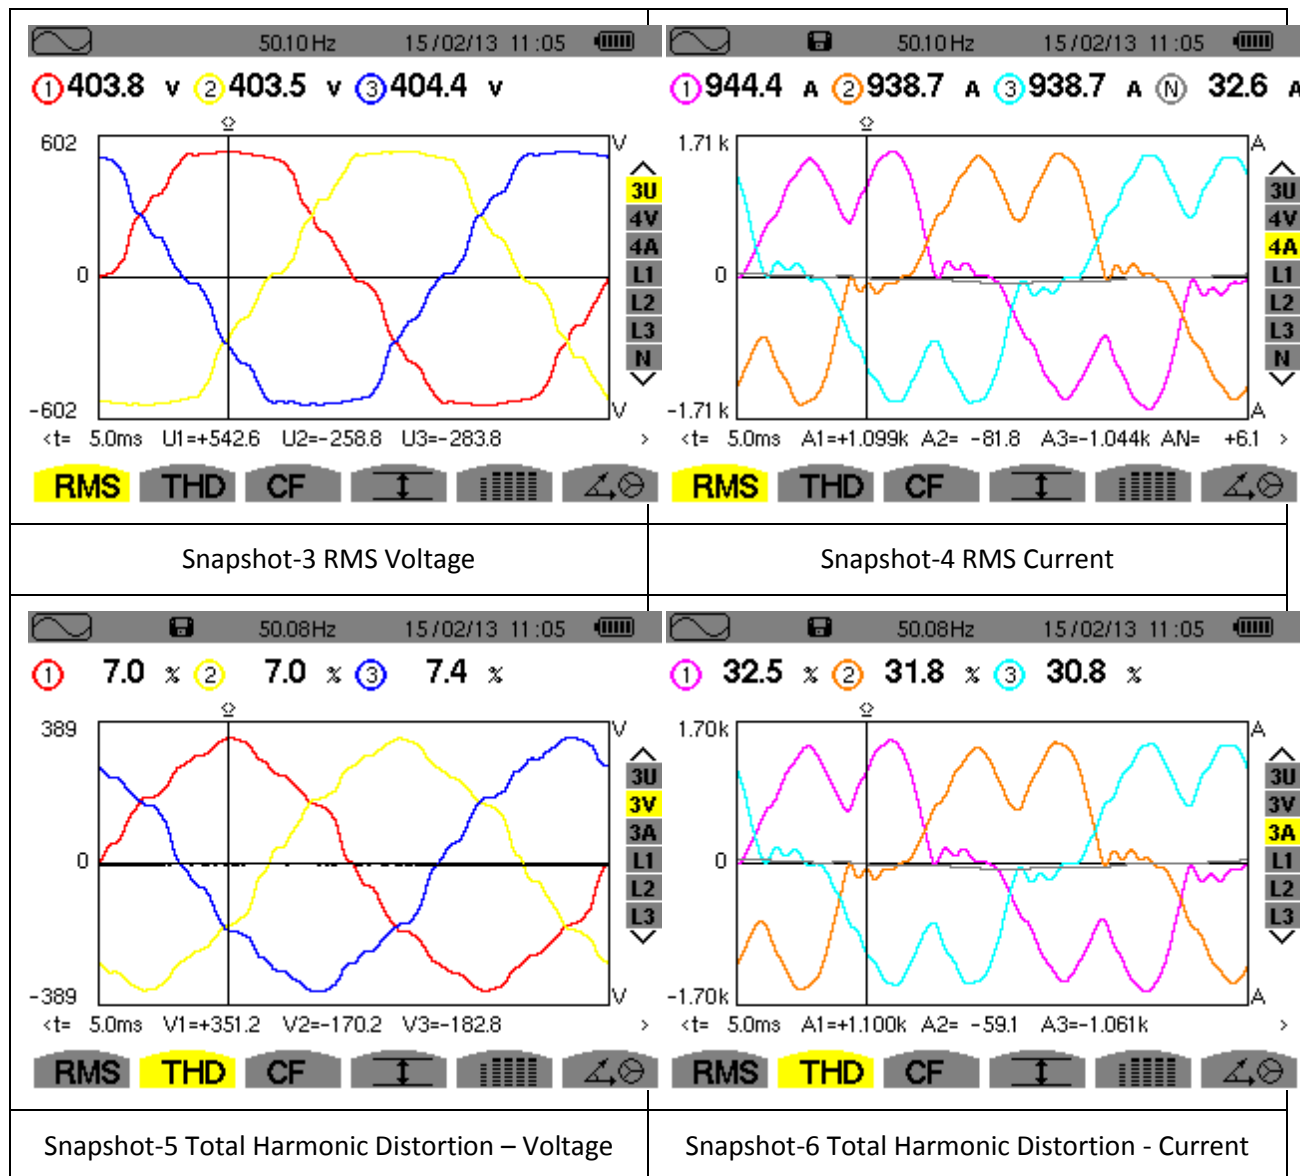 50.10 Hz 15/02/13 11:05
1 403.8 V 2 403.5 V 3 404.4 V
602 V
3U
4V
4A
L1
L2
L3
N
0
-602 V
<t= 5.0ms U1=+542.6 U2=-258.8 U3=-283.8 >
RMS THD CF
Snapshot-3 RMS Voltage
50.10 Hz 15/02/13 11:05
1 944.4 A 2 938.7 A 3 938.7 A N 32.6 A
1.71 k A
3U
4V
4A
L1
L2
L3
N
0
-1.71 k A
<t= 5.0ms A1=+1.099k A2= -81.8 A3=-1.044k AN= +6.1 >
RMS THD CF
Snapshot-4 RMS Current
50.08Hz 15/02/13 11:05
1 7.0 % 2 7.0 % 3 7.4 %
389 V
3U
3V
3A
L1
L2
L3
0
-389 V
<t= 5.0ms V1=+351.2 V2=-170.2 V3=-182.8 >
RMS THD CF
Snapshot-5 Total Harmonic Distortion – Voltage
50.08Hz 15/02/13 11:05
1 32.5 % 2 31.8 % 3 30.8 %
1.70k A
3U
3V
3A
L1
L2
L3
0
-1.70k A
<t= 5.0ms A1=+1.100k A2= -59.1 A3=-1.061k >
RMS THD CF
Snapshot-6 Total Harmonic Distortion - Current